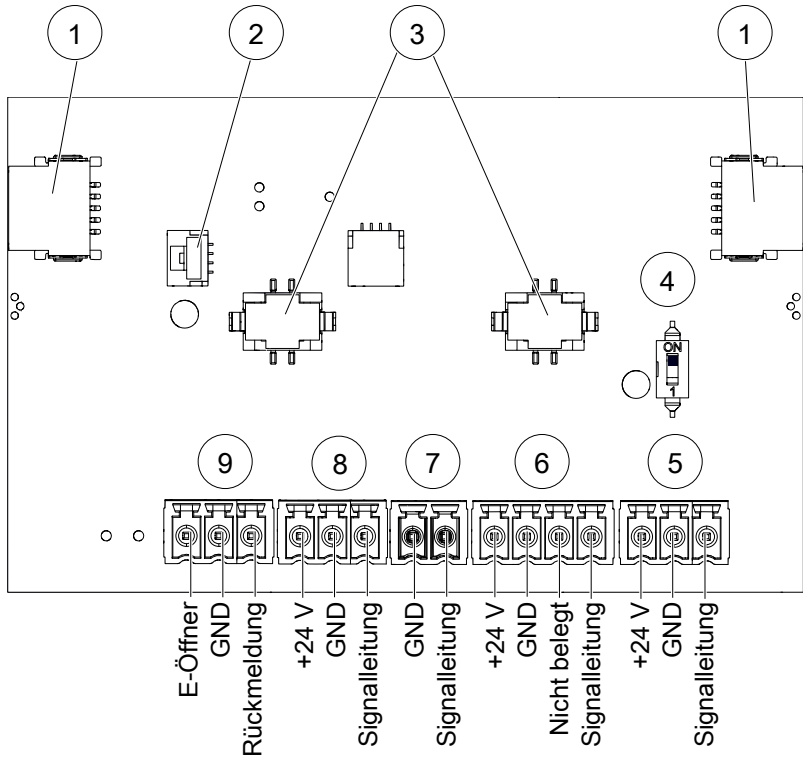 1
2
3
1
4
ON
1
9
8
7
6
5
E-Öffner
GND
Rückmeldung
+24 V
GND
Signalleitung
GND
Signalleitung
+24 V
GND
Nicht belegt
Signalleitung
+24 V
GND
Signalleitung